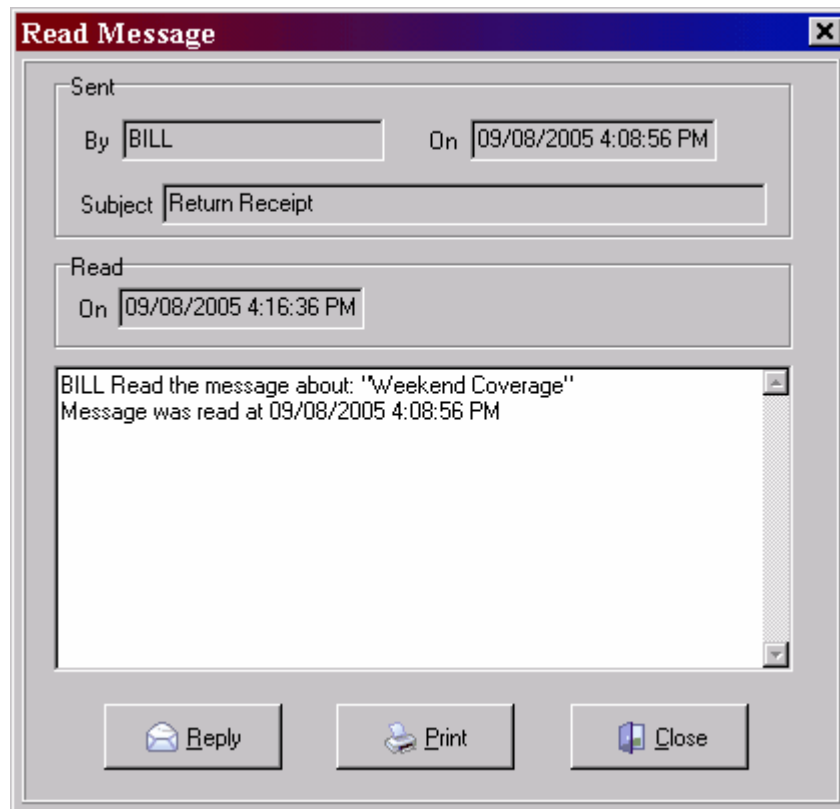 Read Message
Sent
By BILL On 09/08/2005 4:08:56 PM
Subject Return Receipt
Read
On 09/08/2005 4:16:36 PM
BILL Read the message about: "Weekend Coverage"
Message was read at 09/08/2005 4:08:56 PM
Reply Print Close